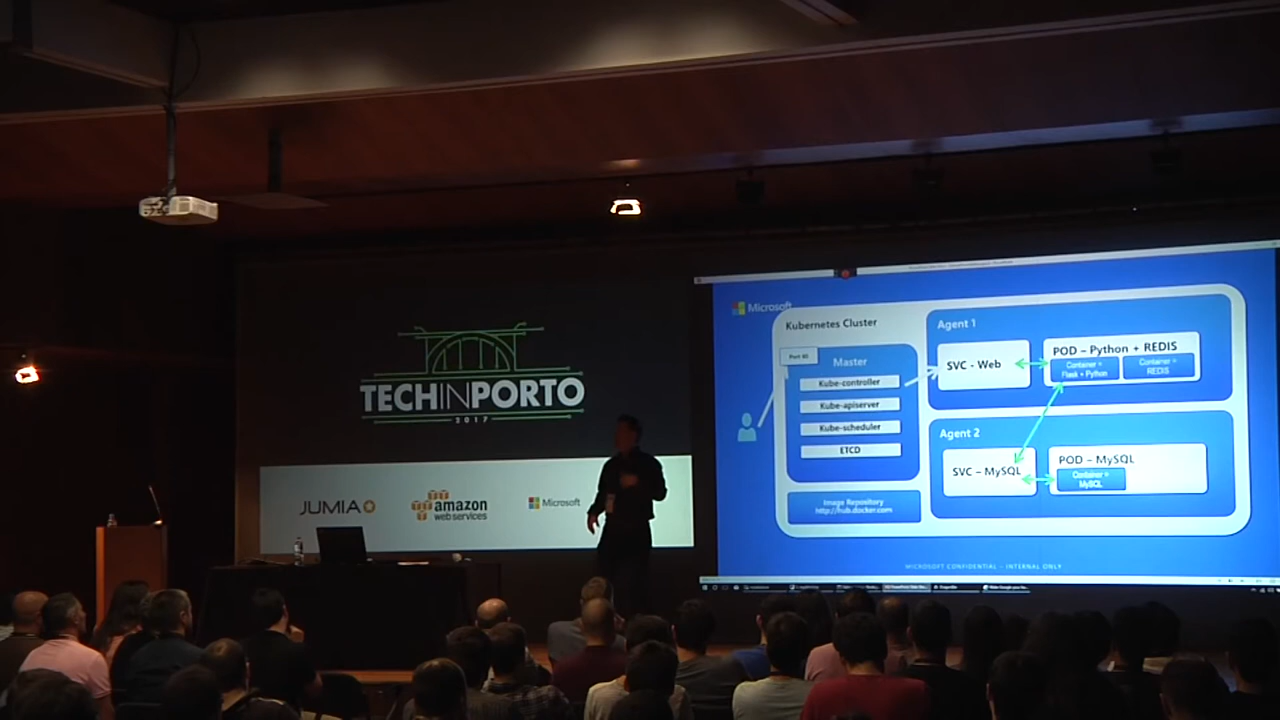 TECHINPORTO
2017
JUMIA
amazon
web services
Microsoft
Microsoft
Kubernetes Cluster
Port 80
Master
Kube-controller
Kube-apiserver
Kube-scheduler
ETCD
Image Repository
http://hub.docker.com
Agent 1
SVC - Web
POD – Python + REDIS
Container =
Flask + Python
Container =
REDIS
Agent 2
SVC – MySQL
POD – MySQL
Container =
MySQL
MICROSOFT CONFIDENTIAL – INTERNAL ONLY